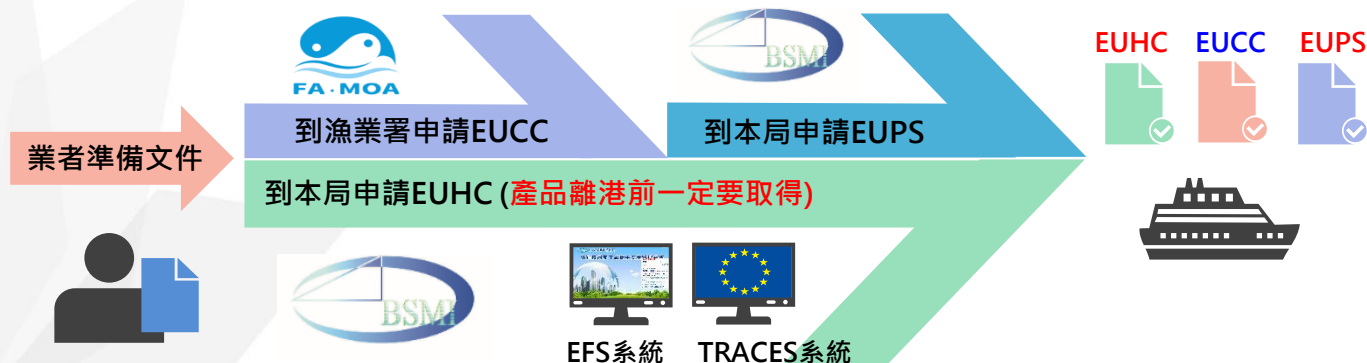 FA·MOA
BSMI
EUHC EUCC EUPS
到漁業署申請EUCC
到本局申請EUPS
業者準備文件
到本局申請EUHC (產品離港前一定要取得)
BSMI
EFS系統
TRACES系統